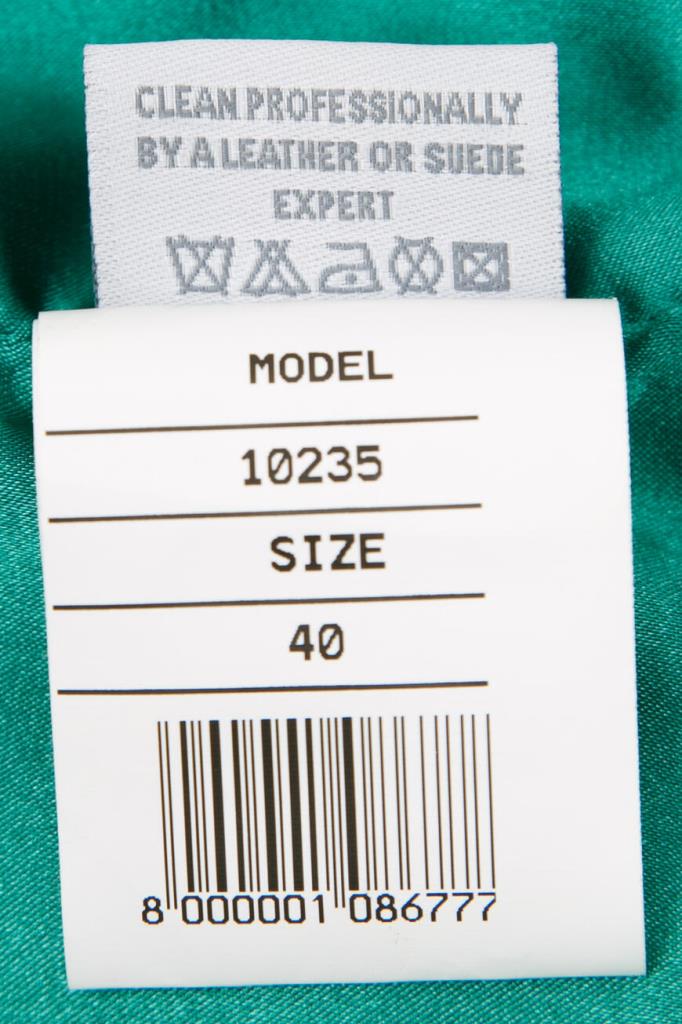 CLEAN PROFESSIONALLY
BY A LEATHER OR SUEDE
EXPERT
MODEL
10235
SIZE
40
8 000001 086777